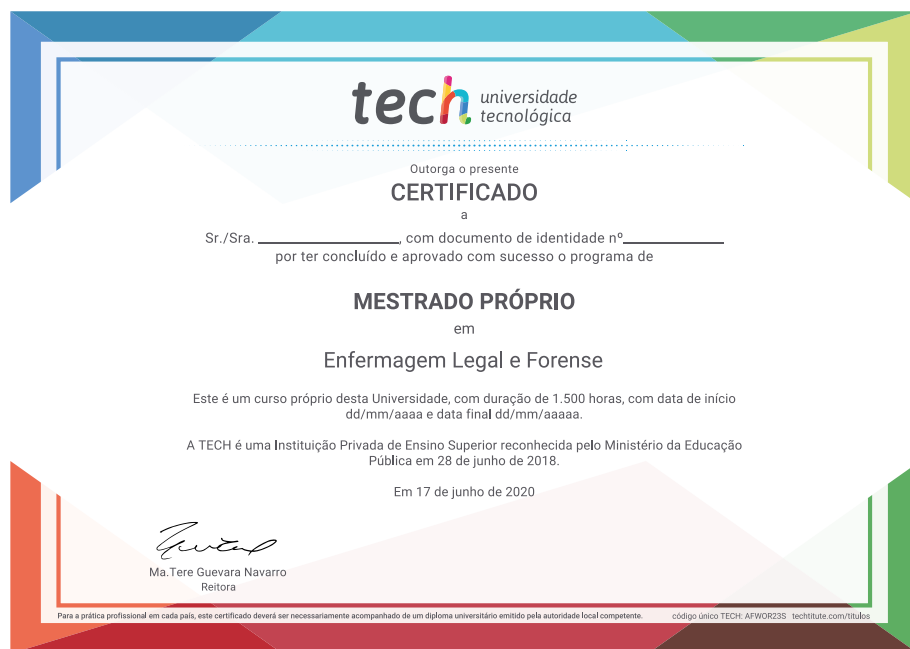 tech universidade
tecnológica
Outorga o presente
CERTIFICADO
a
Sr./Sra. ____________________, com documento de identidade nº______________
por ter concluído e aprovado com sucesso o programa de
MESTRADO PRÓPRIO
em
Enfermagem Legal e Forense
Este é um curso próprio desta Universidade, com duração de 1.500 horas, com data de início
dd/mm/aaaa e data final dd/mm/aaaaa.
A TECH é uma Instituição Privada de Ensino Superior reconhecida pelo Ministério da Educação
Pública em 28 de junho de 2018.
Em 17 de junho de 2020
Ma.Tere Guevara Navarro
Reitora
Para a prática profissional em cada país, este certificado deverá ser necessariamente acompanhado de um diploma universitário emitido pela autoridade local competente. código único TECH: AFWOR23S techtitute.com/titulos